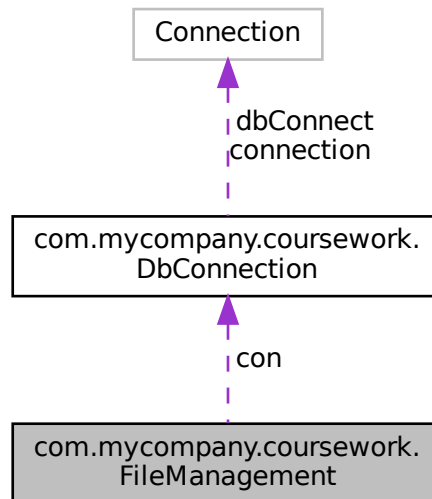 Connection
dbConnect
connection
com.mycompany.coursework.
DbConnection
con
com.mycompany.coursework.
FileManagement